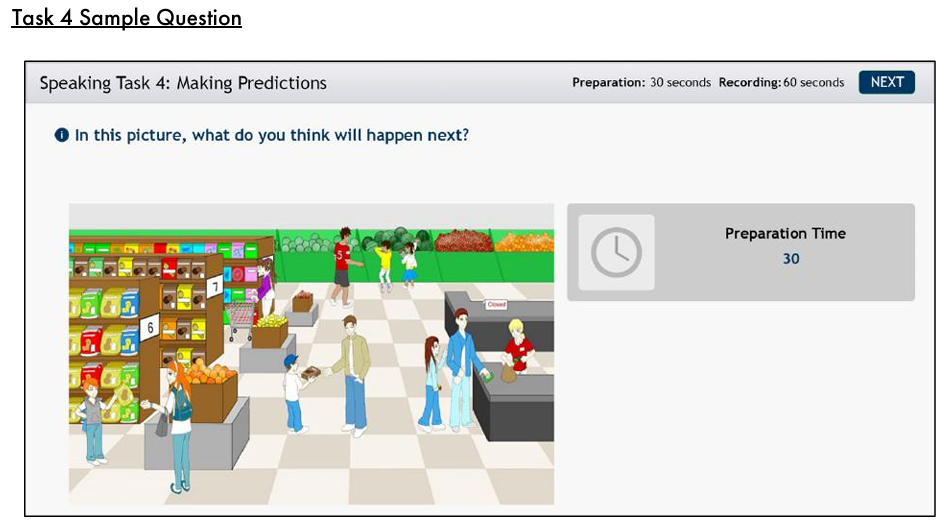 Task 4 Sample Question
Speaking Task 4: Making Predictions
Preparation: 30 seconds Recording: 60 seconds NEXT
In this picture, what do you think will happen next?
Preparation Time
30
5
7
6
Closed